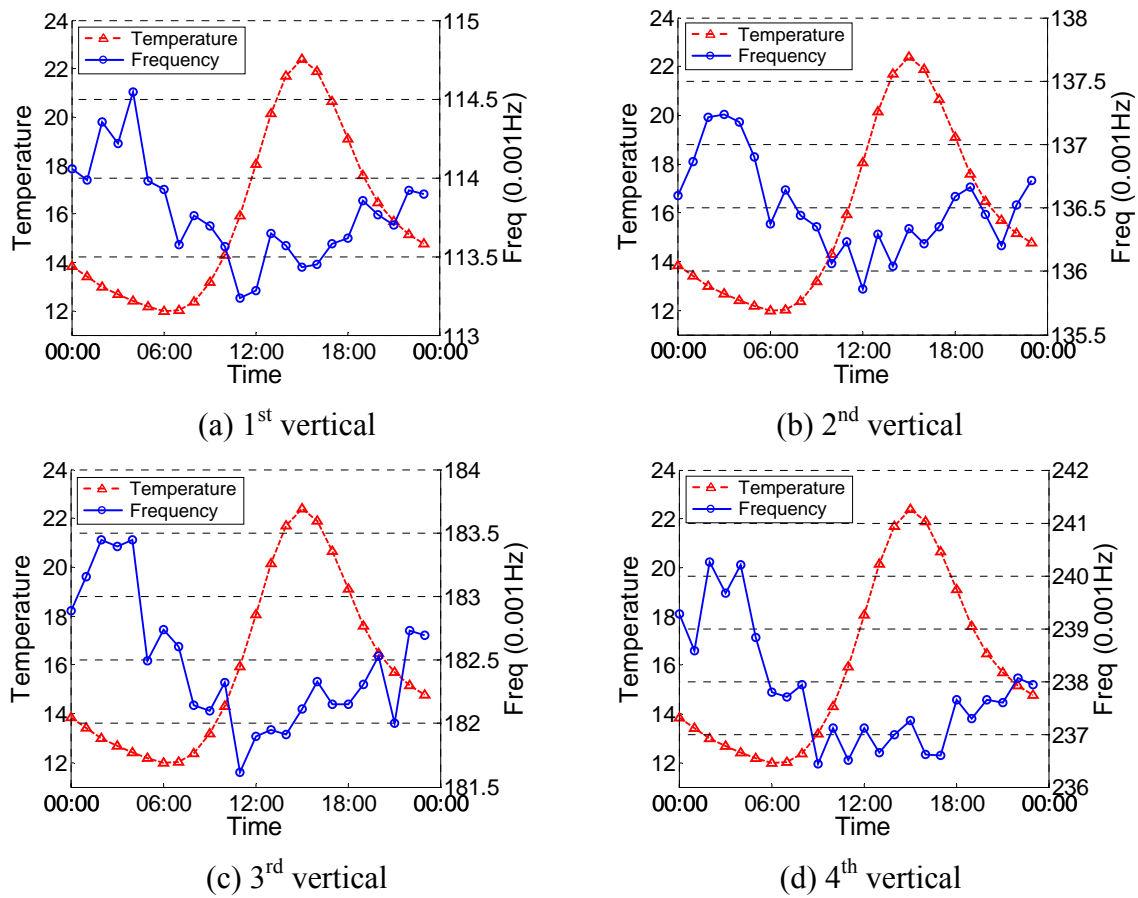 24
22
20
18
16
14
12
Temperature
Temperature
Frequency
115
114.5
114
113.5
113
Freq (0.001Hz)
00:00 06:00 12:00 18:00 00:00
Time
(a) 1st vertical
24
22
20
18
16
14
12
Temperature
Temperature
Frequency
138
137.5
137
136.5
136
135.5
Freq (0.001Hz)
00:00 06:00 12:00 18:00 00:00
Time
(b) 2nd vertical
24
22
20
18
16
14
12
Temperature
Temperature
Frequency
184
183.5
183
182.5
182
181.5
Freq (0.001Hz)
00:00 06:00 12:00 18:00 00:00
Time
(c) 3rd vertical
24
22
20
18
16
14
12
Temperature
Temperature
Frequency
242
241
240
239
238
237
236
Freq (0.001Hz)
00:00 06:00 12:00 18:00 00:00
Time
(d) 4th vertical